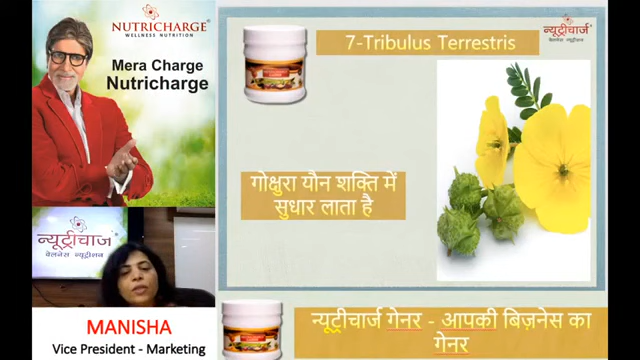 NUTRICHARGE®
WELLNESS NUTRITION
Mera Charge
Nutricharge
न्यूट्रीचार्ज
वेलनेस न्यूट्रीशन
MANISHA
Vice President - Marketing
7-Tribulus Terrestris
न्यूट्रीचार्ज
वेलनेस न्यूट्रीशन
गोक्षुरा यौन शक्ति में
सुधार लाता है
न्यूट्रीचार्ज गेनर - आपकी बिज़नेस का
गेनर